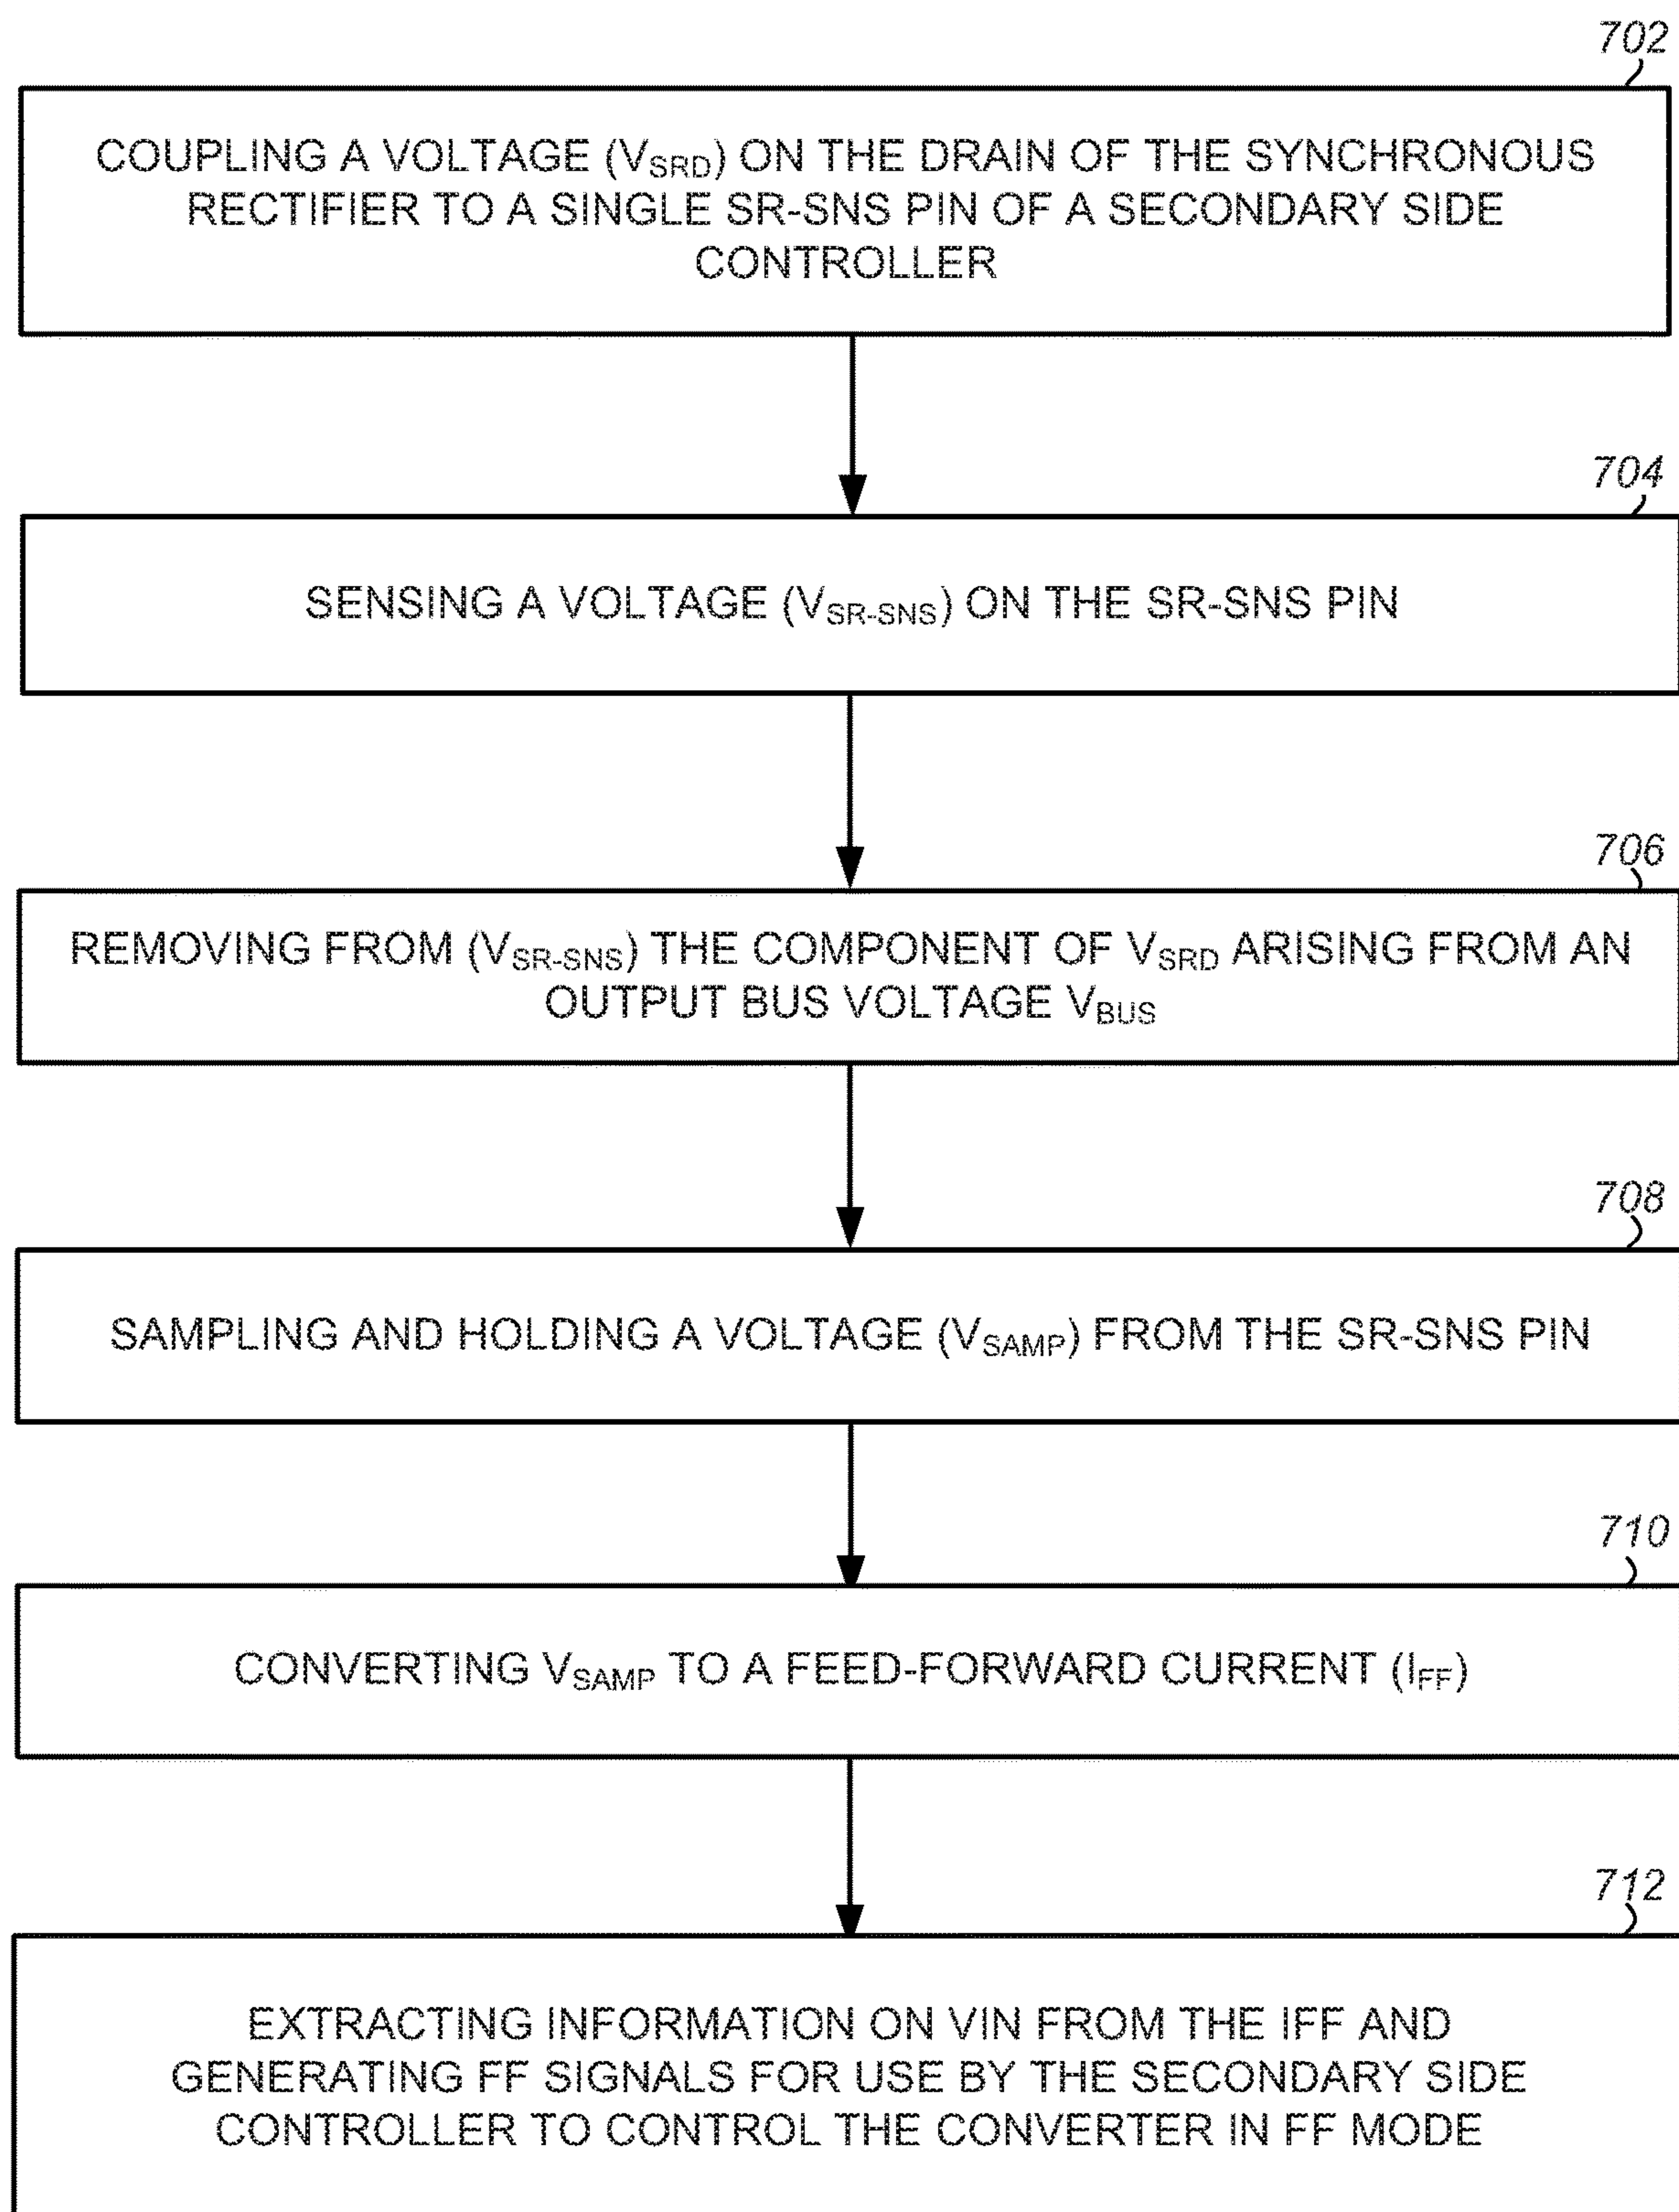 702
COUPLING A VOLTAGE (VSRD) ON THE DRAIN OF THE SYNCHRONOUS
RECTIFIER TO A SINGLE SR-SNS PIN OF A SECONDARY SIDE
CONTROLLER
704
SENSING A VOLTAGE (VSR-SNS) ON THE SR-SNS PIN
706
REMOVING FROM (VSR-SNS) THE COMPONENT OF VSRD ARISING FROM AN
OUTPUT BUS VOLTAGE VBUS
708
SAMPLING AND HOLDING A VOLTAGE (VSAMP) FROM THE SR-SNS PIN
710
CONVERTING VSAMP TO A FEED-FORWARD CURRENT (IFF)
712
EXTRACTING INFORMATION ON VIN FROM THE IFF AND
GENERATING FF SIGNALS FOR USE BY THE SECONDARY SIDE
CONTROLLER TO CONTROL THE CONVERTER IN FF MODE